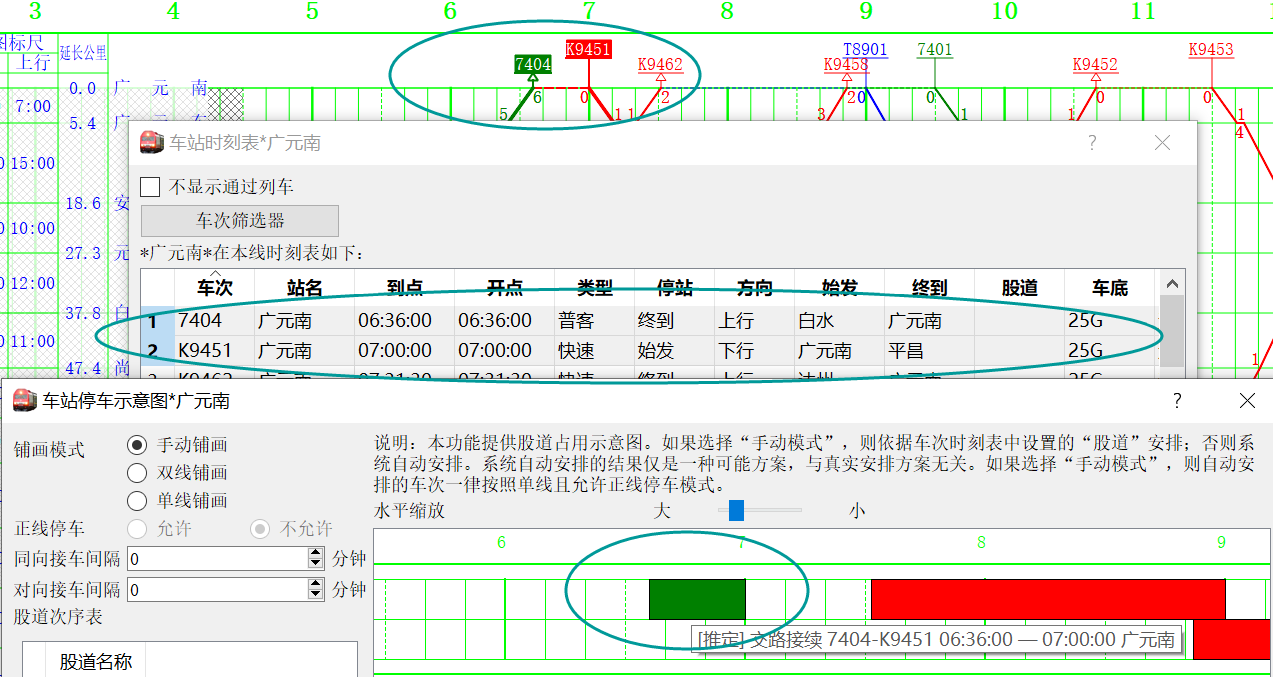 3 4 5 6 7 8 9 10 11
图标尺
上行 延长公里
7404 K9451 K9462 T8901 K9458 7401 K9452 K9453
0.0 广 元 南
7:00
6 0 2 2 0 0 0 0
5.4 5 1 1 3 1 1 1 4
车站时刻表*广元南 ?
15:00
不显示通过列车
18.6 安
车次筛选器
10:00
27.3 元
*广元南*在本线时刻表如下：
12:00
车次 站名 到点 开点 类型 停站 方向 始发 终到 股道 车底
37.8 白
1 7404 广元南 06:36:00 06:36:00 普客 终到 上行 白水 广元南 25G
11:00
2 K9451 广元南 07:00:00 07:00:00 快速 始发 下行 广元南 平昌 25G
47.4 尚 1
车站停车示意图*广元南 ?
铺画模式
手动铺画
双线铺画
单线铺画
正线停车 允许 不允许
同向接车间隔 0 分钟
对向接车间隔 0 分钟
股道次序表
股道名称
说明：本功能提供股道占用示意图。如果选择“手动模式”，则依据车次时刻表中设置的“股道”安排；否则系
统自动安排。系统自动安排的结果仅是一种可能方案，与真实安排方案无关。如果选择“手动模式”，则自动安
排的车次一律按照单线且允许正线停车模式。
水平缩放 大 小
6 7 8 9
[推定] 交路接续 7404-K9451 06:36:00 — 07:00:00 广元南